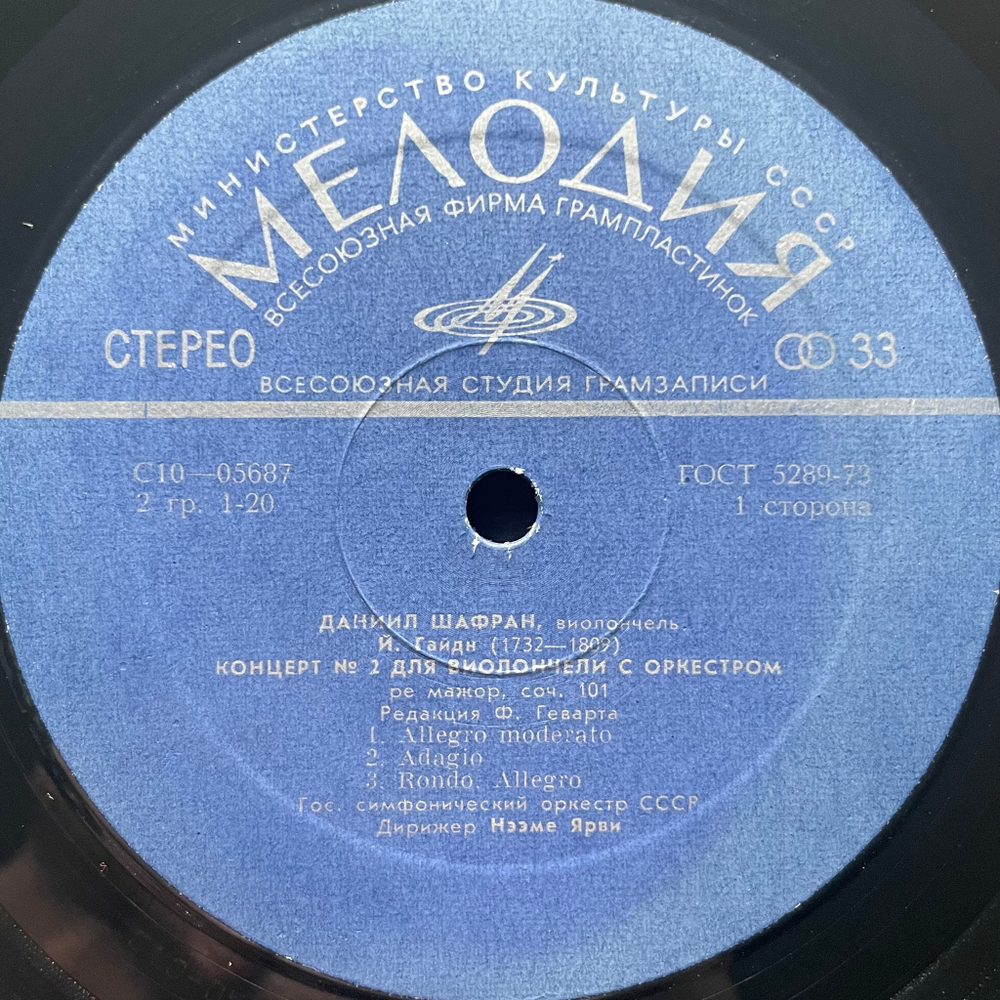 МИНИСТЕРСТВО КУЛЬТУРЫ СССР
МЕЛОДИЯ
ВСЕСОЮЗНАЯ ФИРМА ГРАМПЛАСТИНОК
СТЕРЕО
33
ВСЕСОЮЗНАЯ СТУДИЯ ГРАМЗАПИСИ
С10—05687
ГОСТ 5289-73
2 гр. 1-20
1 сторона
ДАНИИЛ ШАФРАН, виолончель.
Й. Гайдн (1732—1809)
КОНЦЕРТ № 2 ДЛЯ ВИОЛОНЧЕЛИ С ОРКЕСТРОМ
ре мажор, соч. 101
Редакция Ф. Геварта
1. Allegro moderato
2. Adagio
3. Rondo. Allegro
Гос. симфонический оркестр СССР
Дирижер Нээме Ярви